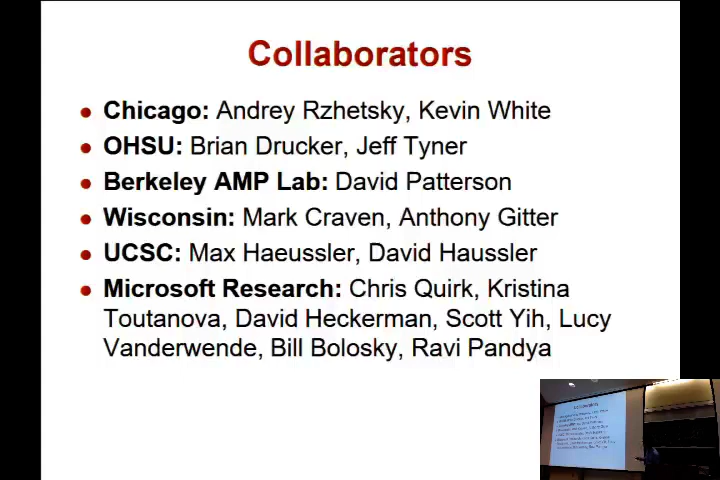 Collaborators
• Chicago: Andrey Rzhetsky, Kevin White
• OHSU: Brian Drucker, Jeff Tyner
• Berkeley AMP Lab: David Patterson
• Wisconsin: Mark Craven, Anthony Gitter
• UCSC: Max Haeussler, David Haussler
• Microsoft Research: Chris Quirk, Kristina
Toutanova, David Heckerman, Scott Yih, Lucy
Vanderwende, Bill Bolosky, Ravi Pandya
Collaborators